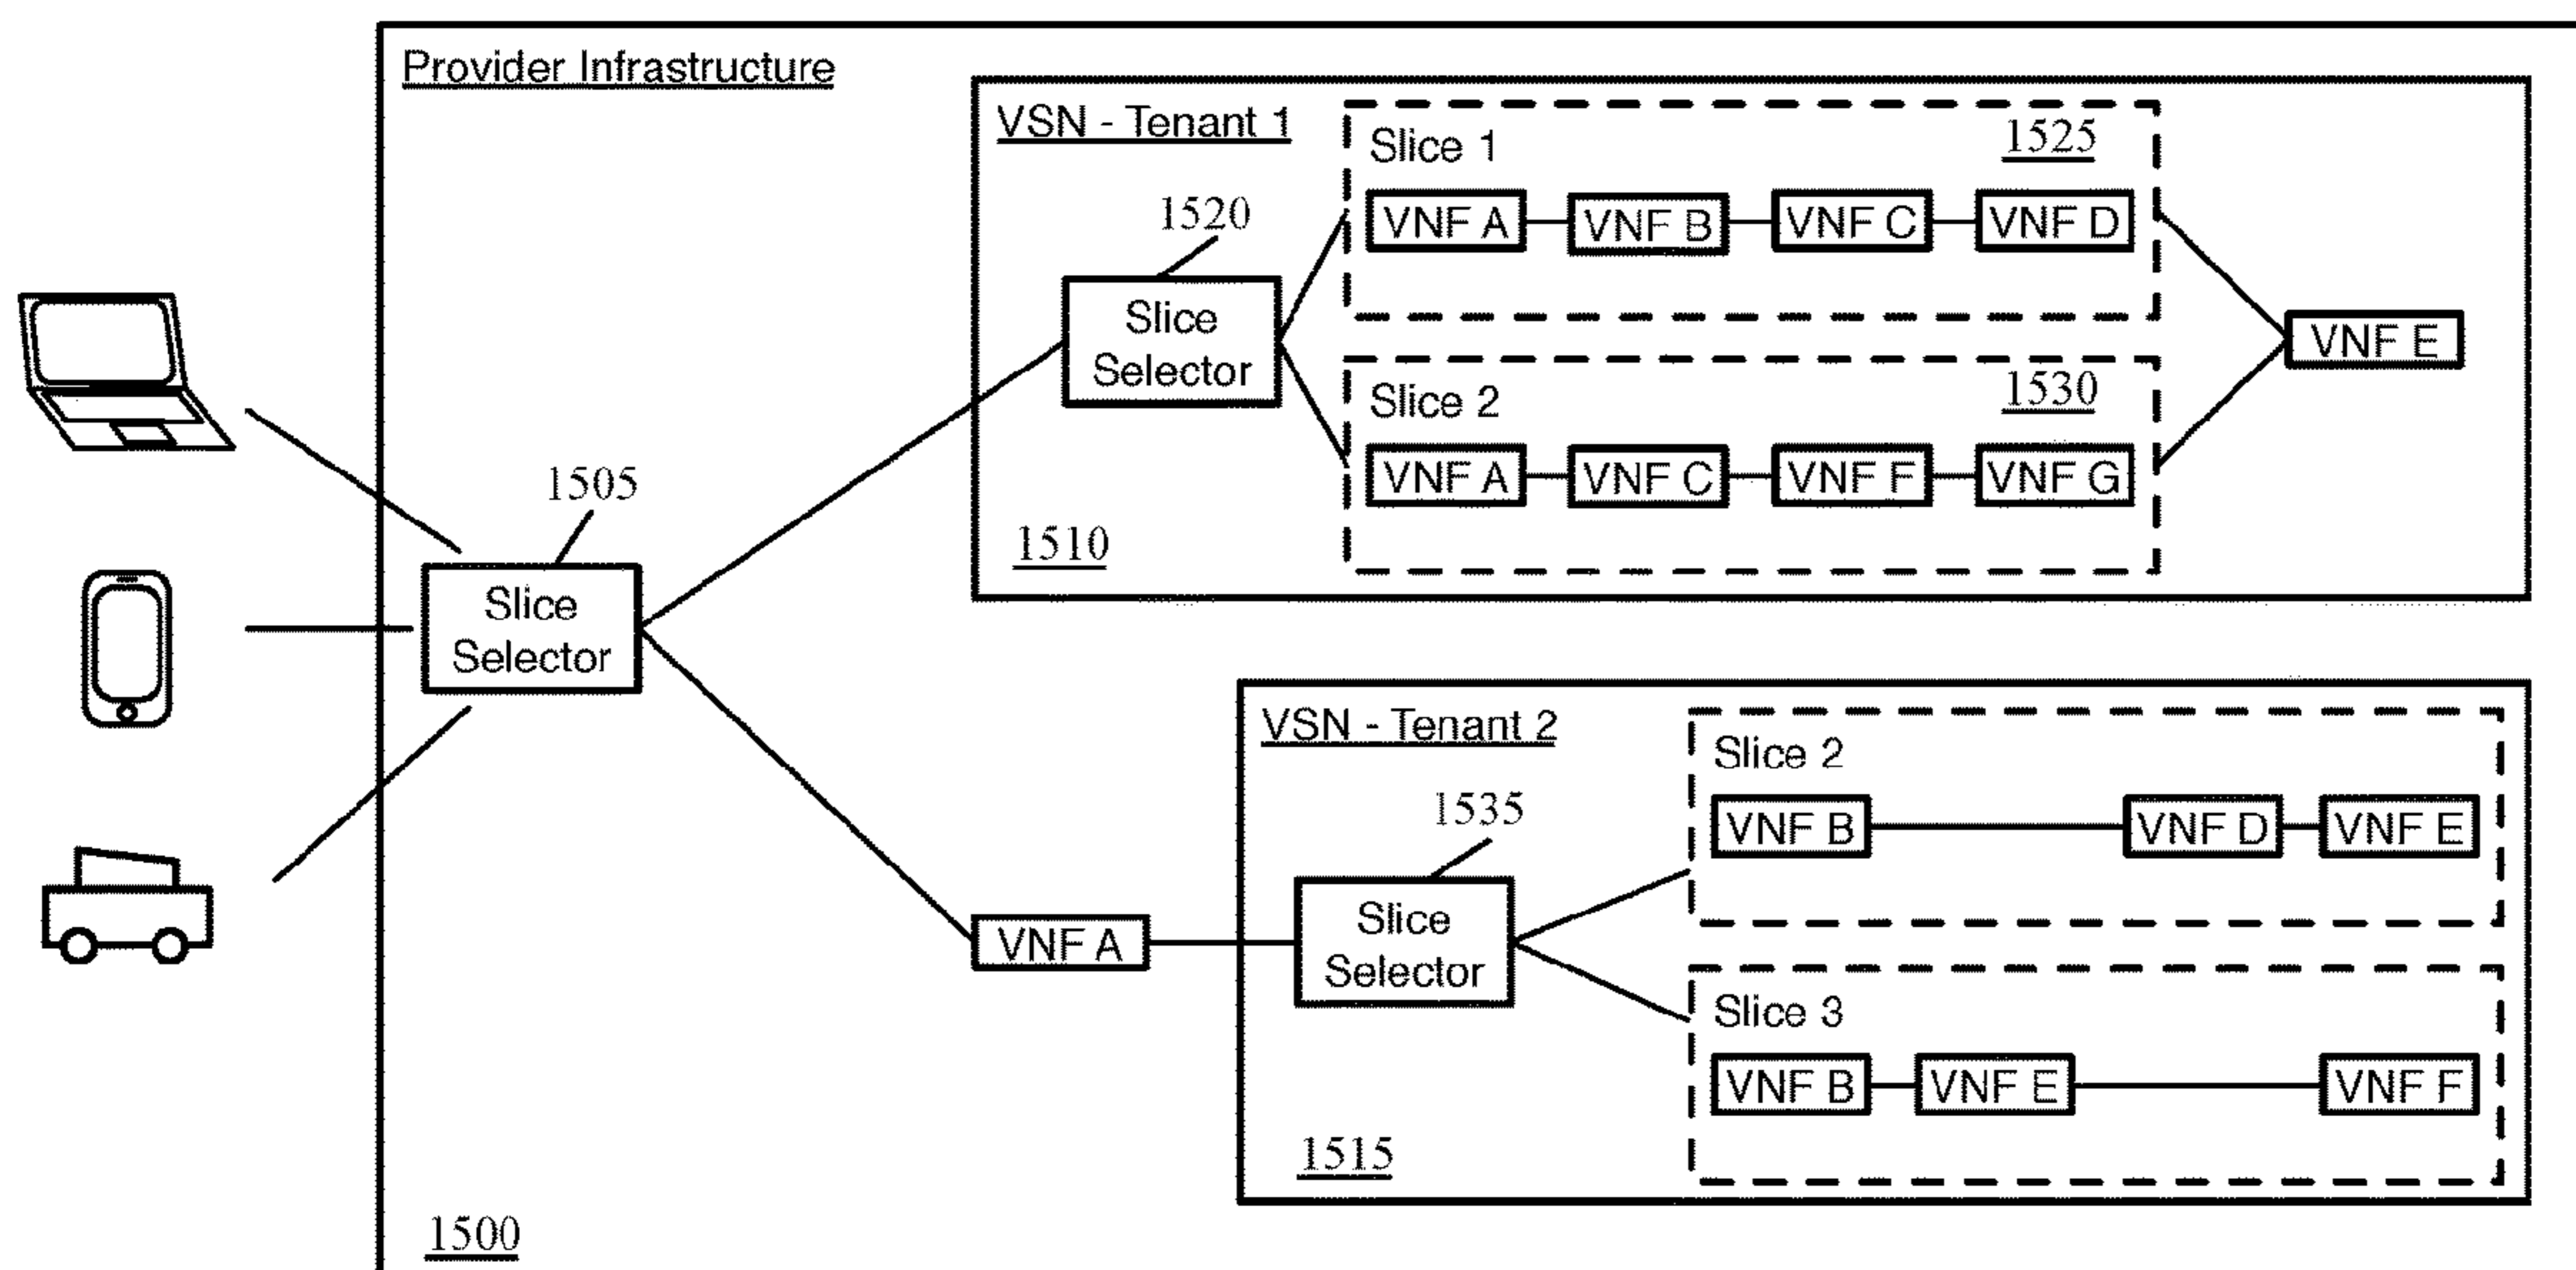 Provider Infrastructure
VSN - Tenant 1
Slice 1
1525
VNF A
VNF B
VNF C
VNF D
1520
Slice
Selector
VNF E
Slice 2
1530
VNF A
VNF C
VNF F
VNF G
1510
1505
Slice
Selector
VSN - Tenant 2
Slice 2
VNF B
VNF D
VNF E
1535
Slice
Selector
VNF A
Slice 3
VNF B
VNF E
VNF F
1515
1500